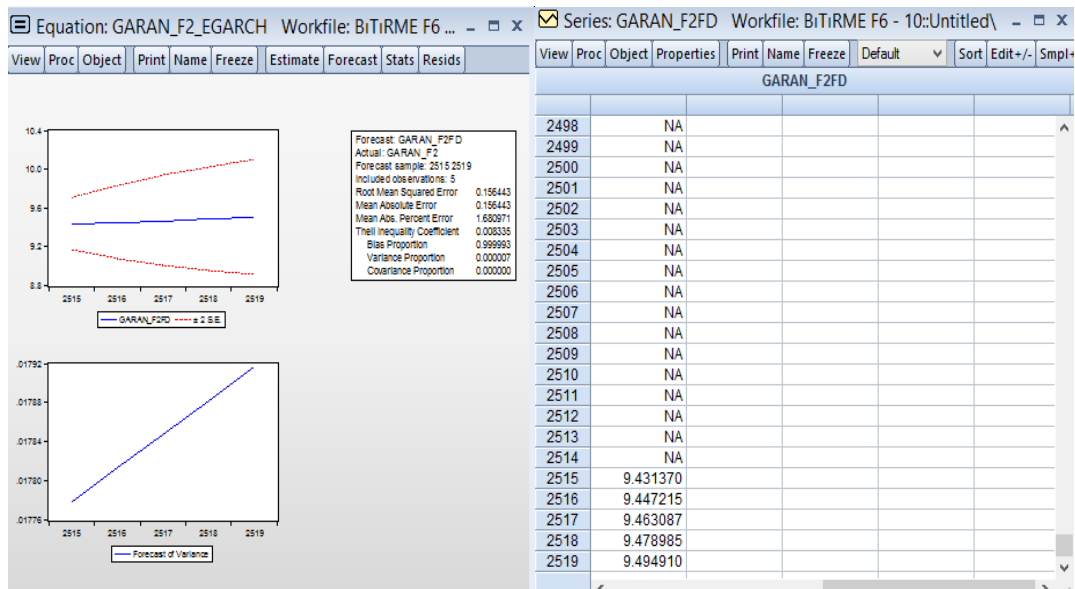 Equation: GARAN_F2_EGARCH Workfile: BİTİRME F6 ...
View Proc Object Print Name Freeze Estimate Forecast Stats Resids
10.4
10.0
9.6
9.2
8.8
2515 2516 2517 2518 2519
GARAN_F2FD ± 2 S.E.
Forecast: GARAN_F2FD
Actual: GARAN_F2
Forecast sample: 2515 2519
Included observations: 5
Root Mean Squared Error 0.156443
Mean Absolute Error 0.156443
Mean Abs. Percent Error 1.680971
Theil Inequality Coefficient 0.008335
Bias Proportion 0.999993
Variance Proportion 0.000007
Covariance Proportion 0.000000
.01792
.01788
.01784
.01780
.01776
2515 2516 2517 2518 2519
Forecast of Variance
Series: GARAN_F2FD Workfile: BİTİRME F6 - 10::Untitled\
View Proc Object Properties Print Name Freeze Default Sort Edit+/- Smpl+
GARAN_F2FD
2498 NA
2499 NA
2500 NA
2501 NA
2502 NA
2503 NA
2504 NA
2505 NA
2506 NA
2507 NA
2508 NA
2509 NA
2510 NA
2511 NA
2512 NA
2513 NA
2514 NA
2515 9.431370
2516 9.447215
2517 9.463087
2518 9.478985
2519 9.494910